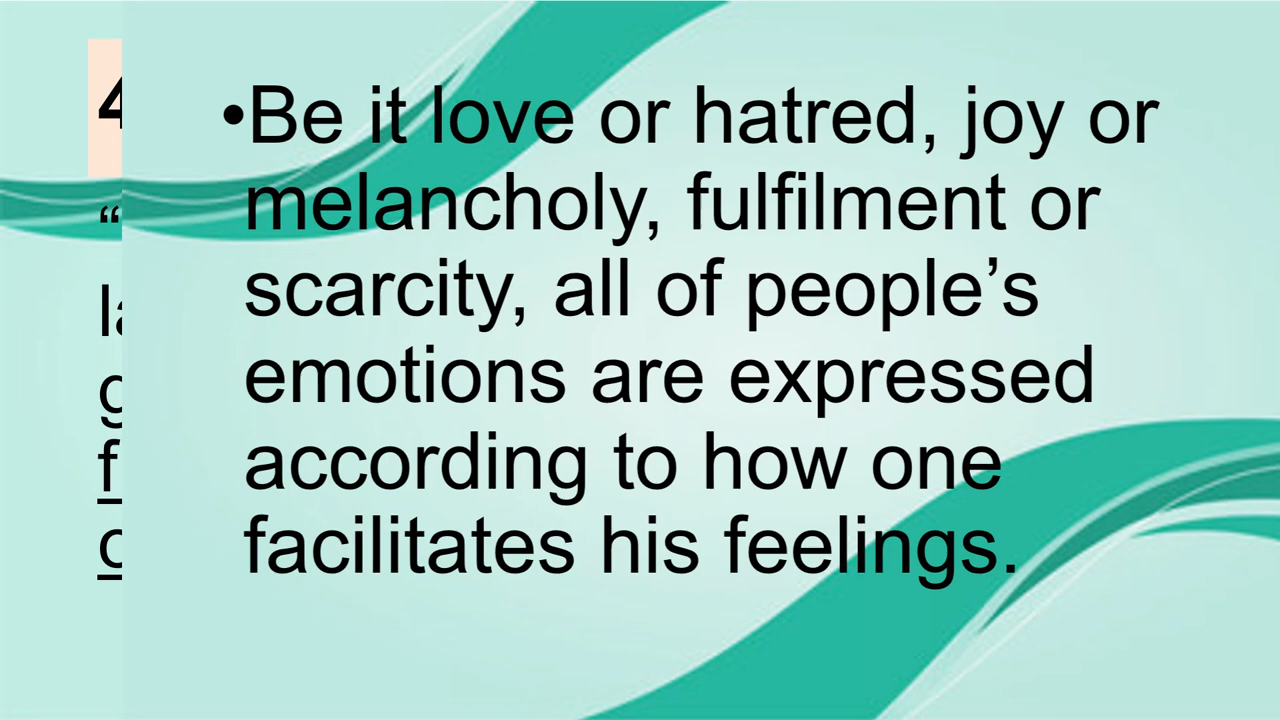 •Be it love or hatred, joy or
melancholy, fulfilment or
scarcity, all of people’s
emotions are expressed
according to how one
facilitates his feelings.